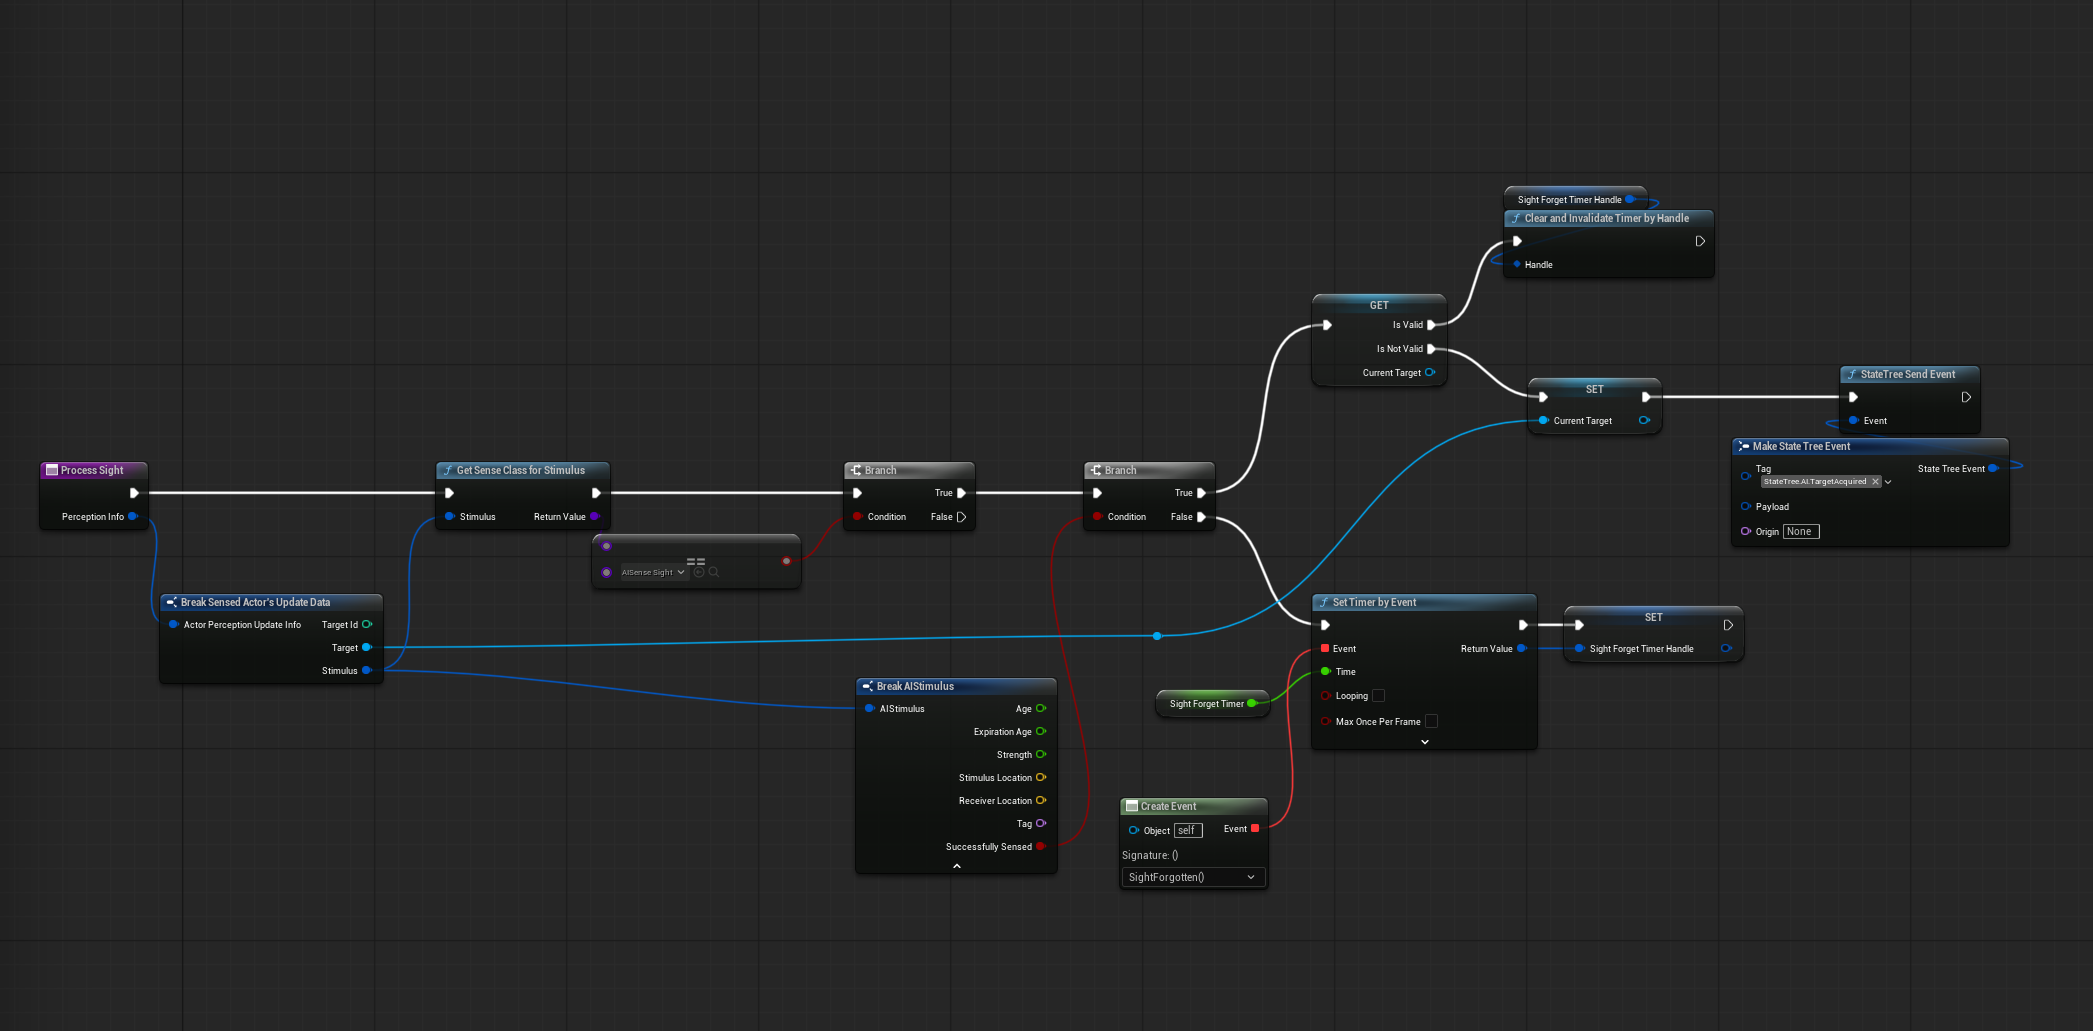 Sight Forget Timer Handle
Clear and Invalidate Timer by Handle
Handle
GET
Is Valid
Is Not Valid
Current Target
SET
Current Target
StateTree Send Event
Event
Make State Tree Event
Tag
State Tree Event
StateTree.AI.TargetAcquired
Payload
Origin None
Process Sight
Perception Info
Get Sense Class for Stimulus
Stimulus
Return Value
==
AISense Sight
Branch
True
Condition
False
Branch
True
Condition
False
Break Sensed Actor's Update Data
Actor Perception Update Info
Target Id
Target
Stimulus
Break AIStimulus
AIStimulus
Age
Expiration Age
Strength
Stimulus Location
Receiver Location
Tag
Successfully Sensed
Set Timer by Event
Event
Return Value
Time
Looping
Max Once Per Frame
SET
Sight Forget Timer Handle
Sight Forget Timer
Create Event
Object self
Event
Signature: ()
SightForgotten()